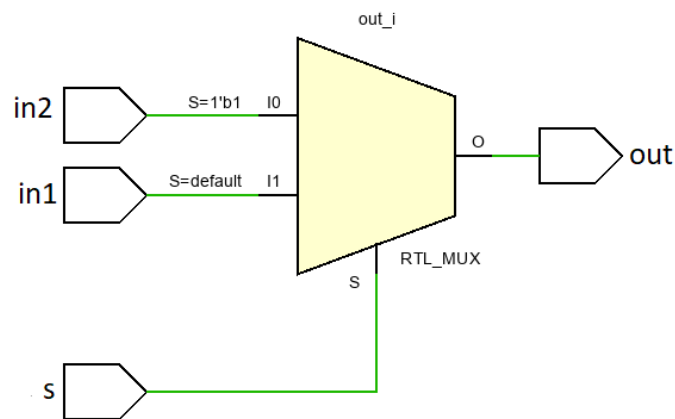 out_i
in2
S=1'b1
I0
in1
S=default
I1
O
out
RTL_MUX
S
s